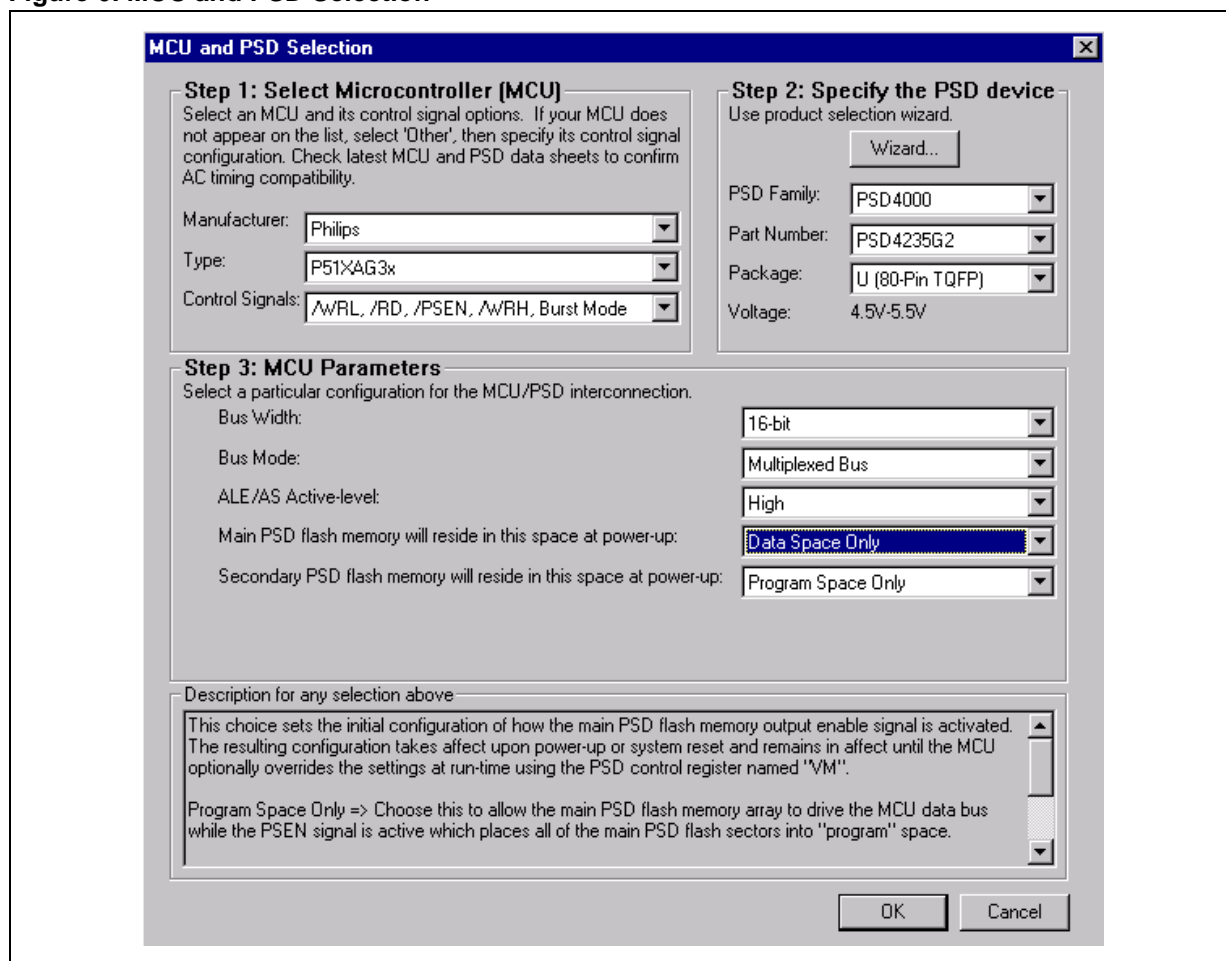 MCU and PSD Selection
Step 1: Select Microcontroller (MCU)
Select an MCU and its control signal options. If your MCU does
not appear on the list, select 'Other', then specify its control signal
configuration. Check latest MCU and PSD data sheets to confirm
AC timing compatibility.
Manufacturer: Philips
Type: P51XAG3x
Control Signals: /WRL, /RD, /PSEN, /WRH, Burst Mode
Step 2: Specify the PSD device
Use product selection wizard.
Wizard...
PSD Family: PSD4000
Part Number: PSD4235G2
Package: U (80-Pin TQFP)
Voltage: 4.5V-5.5V
Step 3: MCU Parameters
Select a particular configuration for the MCU/PSD interconnection.
Bus Width: 16-bit
Bus Mode: Multiplexed Bus
ALE/AS Active-level: High
Main PSD flash memory will reside in this space at power-up: Data Space Only
Secondary PSD flash memory will reside in this space at power-up: Program Space Only
Description for any selection above
This choice sets the initial configuration of how the main PSD flash memory output enable signal is activated.
The resulting configuration takes affect upon power-up or system reset and remains in affect until the MCU
optionally overrides the settings at run-time using the PSD control register named "VM".
Program Space Only => Choose this to allow the main PSD flash memory array to drive the MCU data bus
while the PSEN signal is active which places all of the main PSD flash sectors into "program" space.
OK
Cancel